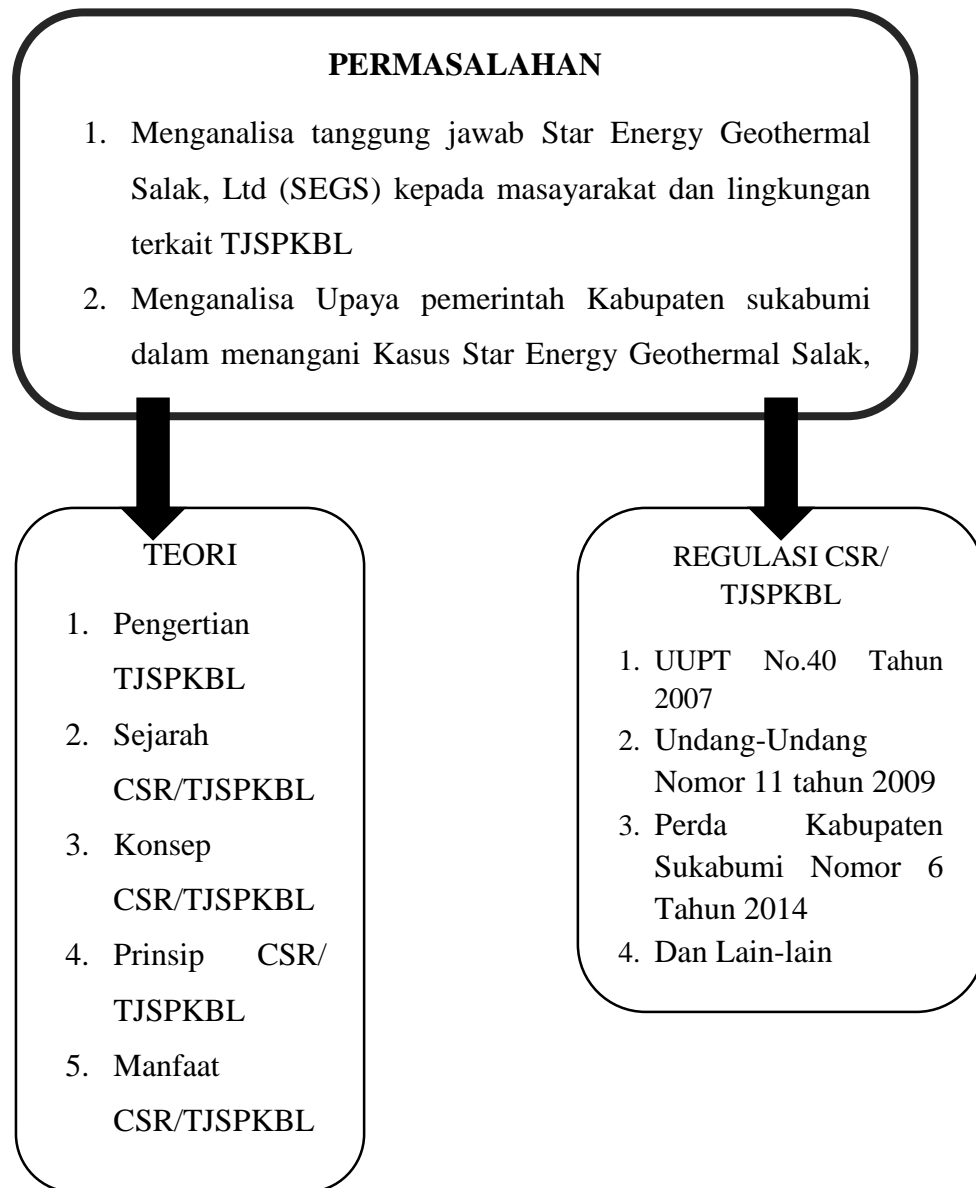 PERMASALAHAN
1. Menganalisa tanggung jawab Star Energy Geothermal
Salak, Ltd (SEGS) kepada masayarakat dan lingkungan
terkait TJSPKBL
2. Menganalisa Upaya pemerintah Kabupaten sukabumi
dalam menangani Kasus Star Energy Geothermal Salak,
TEORI
1. Pengertian
TJSPKBL
2. Sejarah
CSR/TJSPKBL
3. Konsep
CSR/TJSPKBL
4. Prinsip CSR/
TJSPKBL
5. Manfaat
CSR/TJSPKBL
REGULASI CSR/
TJSPKBL
1. UUPT No.40 Tahun
2007
2. Undang-Undang
Nomor 11 tahun 2009
3. Perda Kabupaten
Sukabumi Nomor 6
Tahun 2014
4. Dan Lain-lain